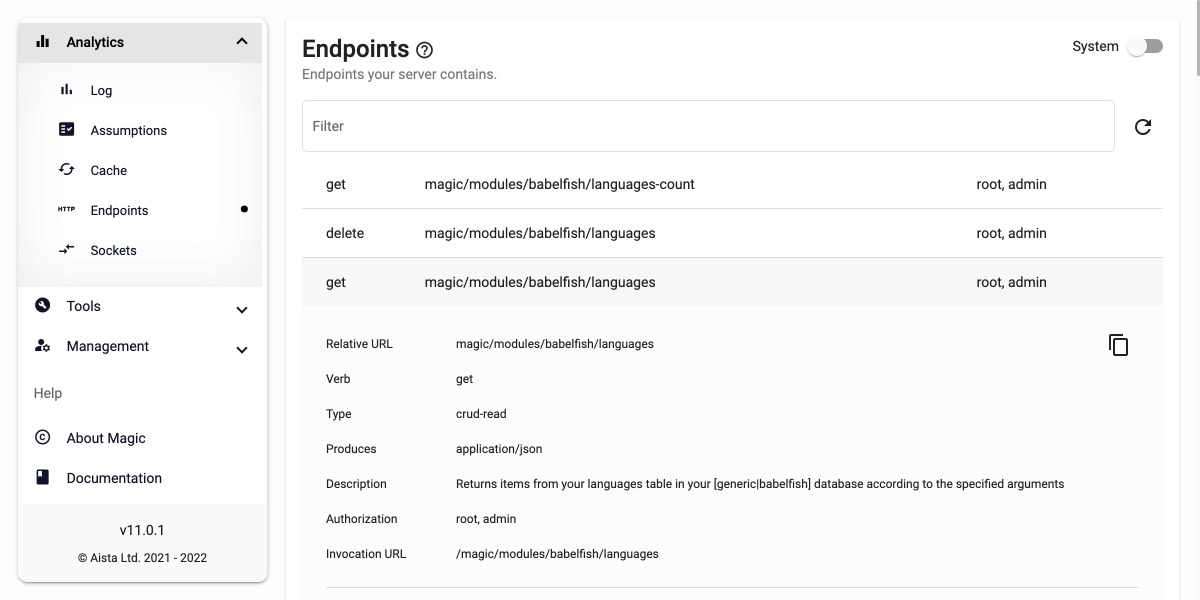 Analytics
Log
Assumptions
Cache
HTTP Endpoints
Sockets
Tools
Management
Help
About Magic
Documentation
v11.0.1
© Aista Ltd. 2021 - 2022
Endpoints
Endpoints your server contains.
System
Filter
get magic/modules/babelfish/languages-count root, admin
delete magic/modules/babelfish/languages root, admin
get magic/modules/babelfish/languages root, admin
Relative URL magic/modules/babelfish/languages
Verb get
Type crud-read
Produces application/json
Description Returns items from your languages table in your [generic|babelfish] database according to the specified arguments
Authorization root, admin
Invocation URL /magic/modules/babelfish/languages